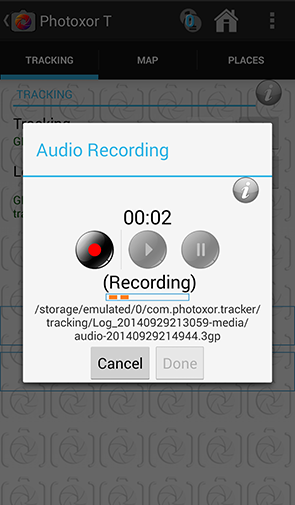 Photoxor T
TRACKING
MAP
PLACES
TRACKING
Tracking
Audio Recording
00:02
(Recording)
/storage/emulated/0/com.photoxor.tracker/
tracking/Log_20140929213059-media/
audio-20140929214944.3gp
Cancel
Done